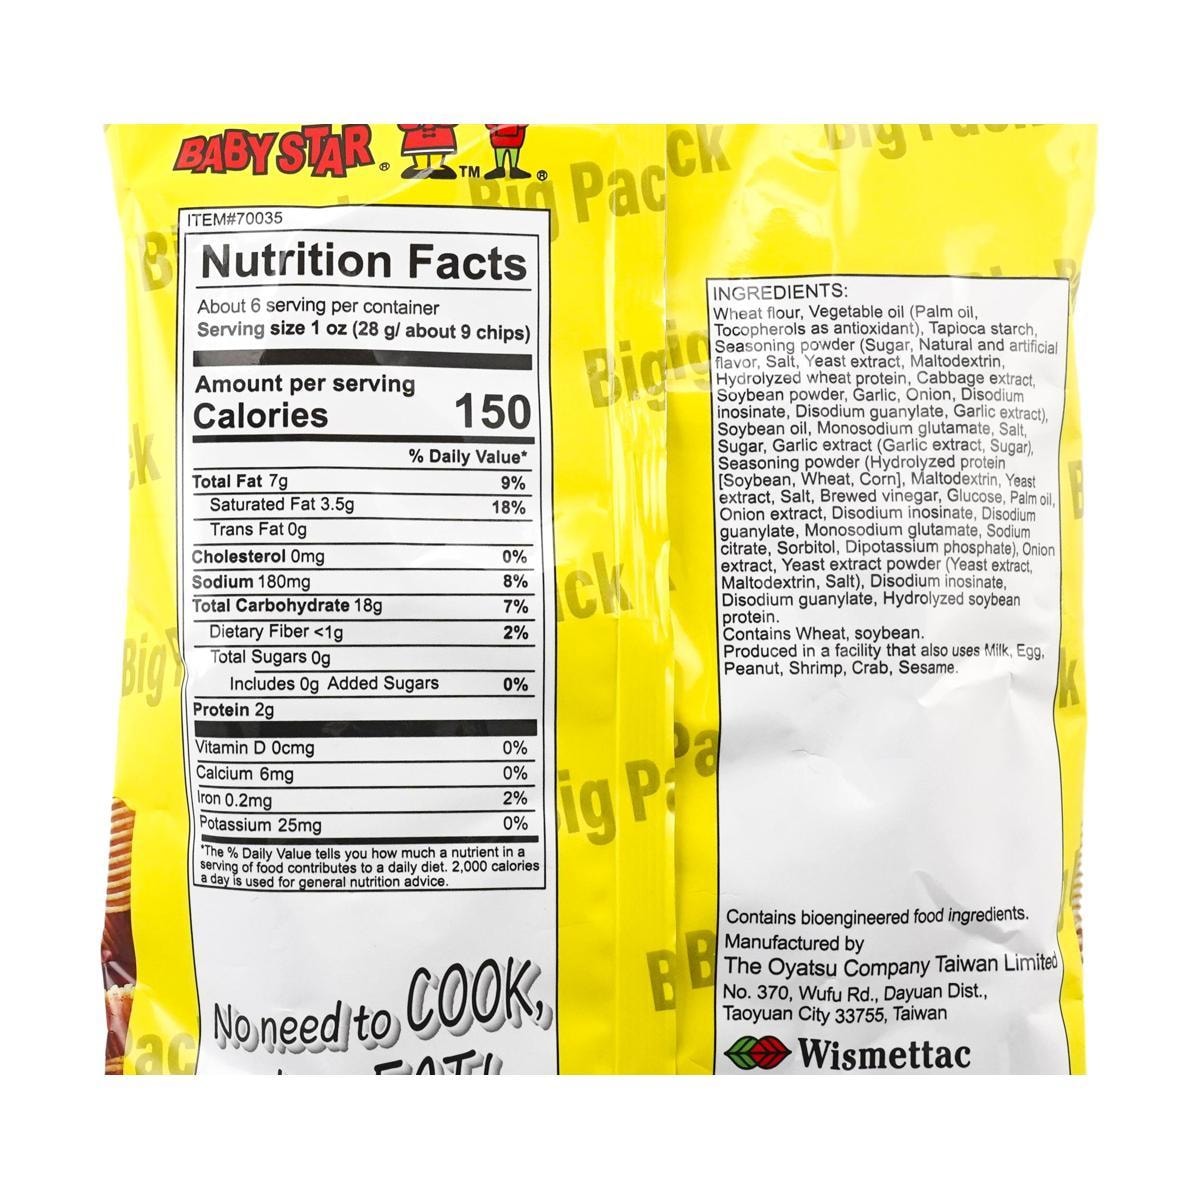 BABY STAR ®
TM ®
Big Pack
ITEM#70035
Nutrition Facts
About 6 serving per container
Serving size 1 oz (28 g/ about 9 chips)
Amount per serving
Calories 150
% Daily Value*
Total Fat 7g 9%
Saturated Fat 3.5g 18%
Trans Fat 0g
Cholesterol 0mg 0%
Sodium 180mg 8%
Total Carbohydrate 18g 7%
Dietary Fiber <1g 2%
Total Sugars 0g
Includes 0g Added Sugars 0%
Protein 2g
Vitamin D 0cmg 0%
Calcium 6mg 0%
Iron 0.2mg 2%
Potassium 25mg 0%
*The % Daily Value tells you how much a nutrient in a
serving of food contributes to a daily diet. 2,000 calories
a day is used for general nutrition advice.
No need to COOK,
INGREDIENTS:
Wheat flour, Vegetable oil (Palm oil,
Tocopherols as antioxidant), Tapioca starch,
Seasoning powder (Sugar, Natural and artificial
flavor, Salt, Yeast extract, Maltodextrin,
Hydrolyzed wheat protein, Cabbage extract,
Soybean powder, Garlic, Onion, Disodium
inosinate, Disodium guanylate, Garlic extract),
Soybean oil, Monosodium glutamate, Salt,
Sugar, Garlic extract (Garlic extract, Sugar),
Seasoning powder (Hydrolyzed protein
[Soybean, Wheat, Corn], Maltodextrin, Yeast
extract, Salt, Brewed vinegar, Glucose, Palm oil,
Onion extract, Disodium inosinate, Disodium
guanylate, Monosodium glutamate, Sodium
citrate, Sorbitol, Dipotassium phosphate), Onion
extract, Yeast extract powder (Yeast extract,
Maltodextrin, Salt), Disodium inosinate,
Disodium guanylate, Hydrolyzed soybean
protein.
Contains Wheat, soybean.
Produced in a facility that also uses Milk, Egg,
Peanut, Shrimp, Crab, Sesame.
Contains bioengineered food ingredients.
Manufactured by
The Oyatsu Company Taiwan Limited
No. 370, Wufu Rd., Dayuan Dist.,
Taoyuan City 33755, Taiwan
Wismettac